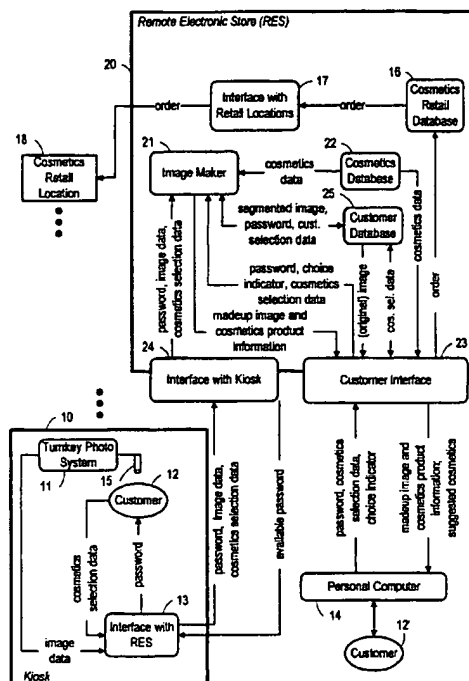 Remote Electronic Store (RES)
20
17
16
Interface with
Retail Locations
Cosmetics
Retail
Database
order
order
18
Cosmetics
Retail
Location
21
Image Maker
cosmetics
data
22
Cosmetics
Database
25
Customer
Database
segmented image,
password, cust.
selection data
cosmetics data
order
password, image data,
cosmetics selection data
password, choice
indicator, cosmetics
selection data
(original) image
cos. sel. data
madeup image and
cosmetics product
information
24
23
Interface with Kiosk
Customer Interface
10
Turnkey Photo
System
11
15
12
Customer
cosmetics
selection data
password
password, image data,
cosmetics selection data
available password
password, cosmetics
selection data,
choice indicator
madeup image and
cosmetics product
information;
suggested cosmetics
13
Interface with
RES
image
data
Kiosk
Personal Computer
14
12'
Customer